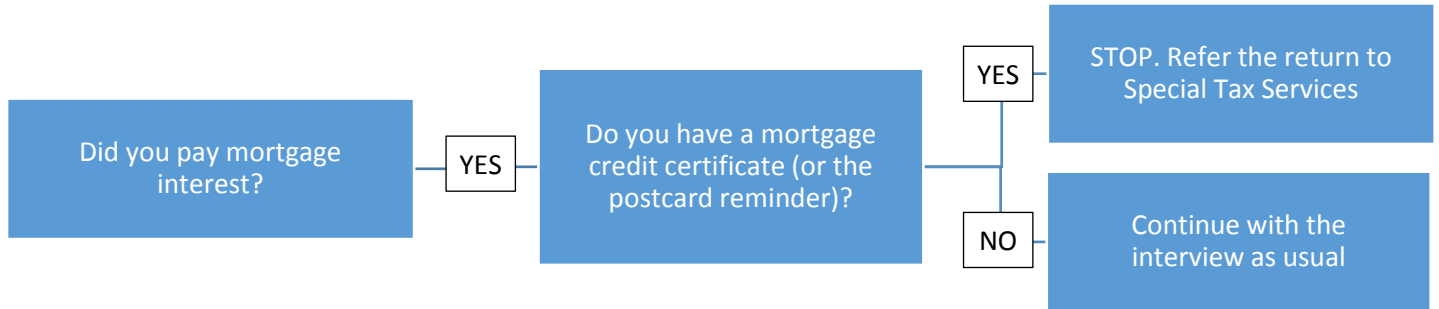 Did you pay mortgage
interest?
YES
Do you have a mortgage
credit certificate (or the
postcard reminder)?
YES
STOP. Refer the return to
Special Tax Services
NO
Continue with the
interview as usual